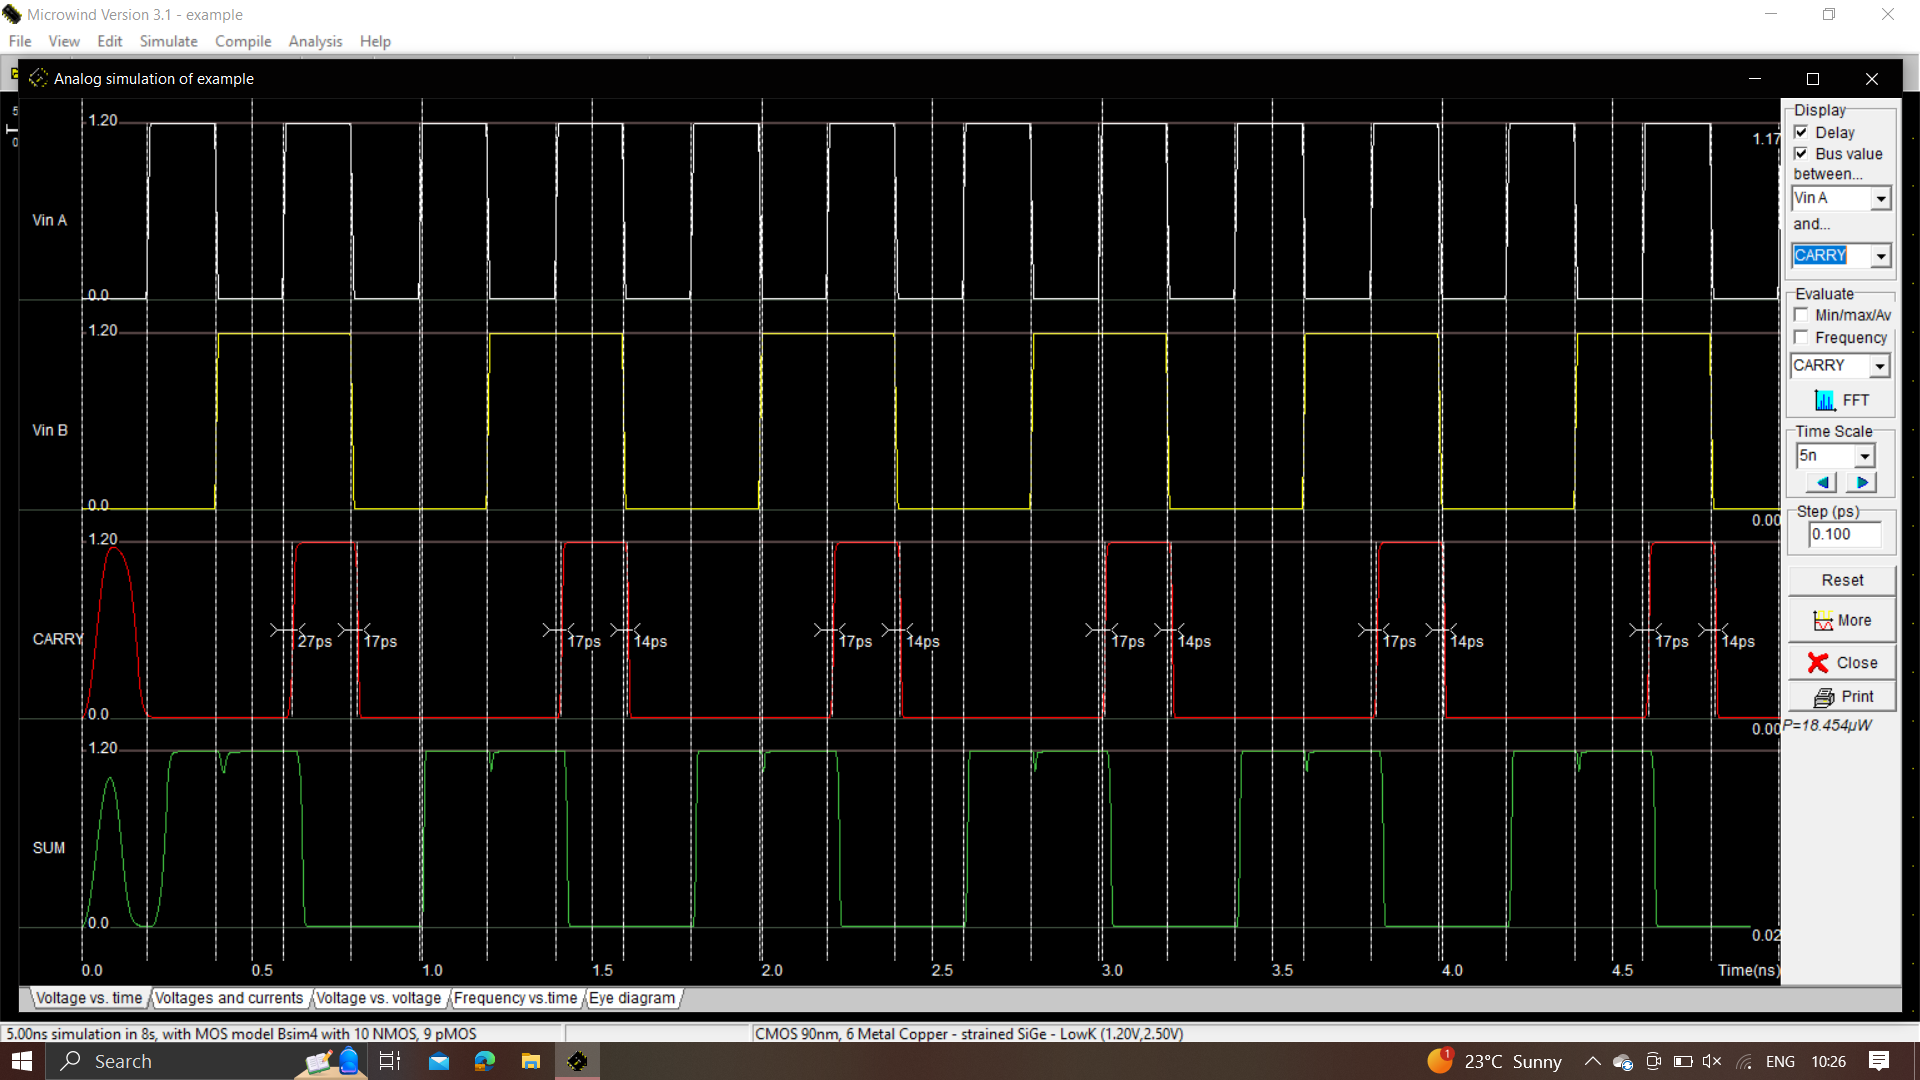 Microwind Version 3.1 - example
File View Edit Simulate Compile Analysis Help
Analog simulation of example
1.20
1.17
Vin A
0.0
1.20
Vin B
0.0
0.00
1.20
CARRY
27ps 17ps 17ps 14ps 17ps 14ps 17ps 14ps 17ps 14ps 17ps 14ps
0.0
0.00
1.20
SUM
0.0
0.02
0.0 0.5 1.0 1.5 2.0 2.5 3.0 3.5 4.0 4.5 Time(ns)
Display
Delay
Bus value
between...
Vin A
and...
CARRY
Evaluate
Min/max/Av
Frequency
CARRY
FFT
Time Scale
5n
Step (ps)
0.100
Reset
More
Close
Print
P=18.454µW
Voltage vs. time Voltages and currents Voltage vs. voltage Frequency vs.time Eye diagram
5.00ns simulation in 8s, with MOS model Bsim4 with 10 NMOS, 9 pMOS
CMOS 90nm, 6 Metal Copper - strained SiGe - LowK (1.20V,2.50V)
Search
1
23°C Sunny
ENG
10:26